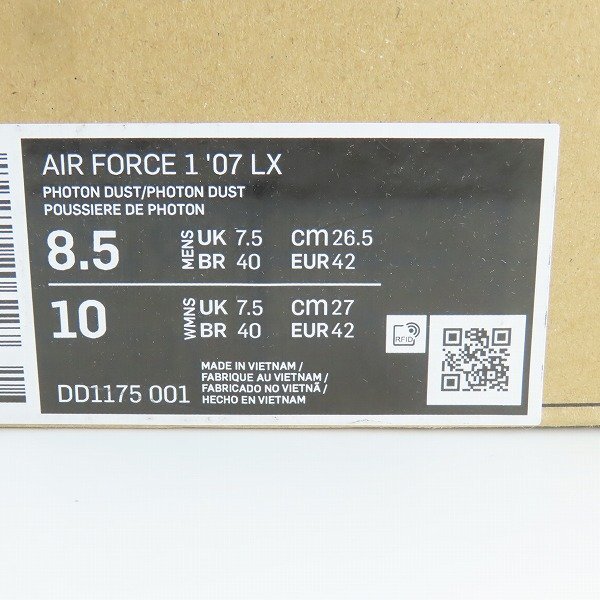 AIR FORCE 1 '07 LX
PHOTON DUST/PHOTON DUST
POUSSIERE DE PHOTON
8.5 MENS UK 7.5 cm 26.5
BR 40 EUR 42
10 WMNS UK 7.5 cm 27
BR 40 EUR 42
RFID
DD1175 001
MADE IN VIETNAM /
FABRIQUE AU VIETNAM /
FABRICADO NO VIETNÃ /
HECHO EN VIETNAM